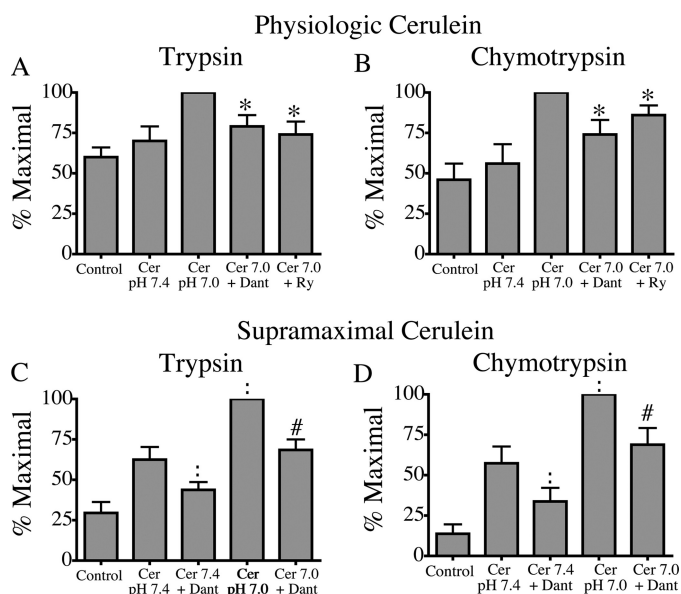 Physiologic Cerulein
A
Trypsin
% Maximal
100
75
50
25
0
*
*
Control
Cer
pH 7.4
Cer
pH 7.0
Cer 7.0
+ Dant
Cer 7.0
+ Ry
B
Chymotrypsin
% Maximal
100
75
50
25
0
*
*
Control
Cer
pH 7.4
Cer
pH 7.0
Cer 7.0
+ Dant
Cer 7.0
+ Ry
Supramaximal Cerulein
C
Trypsin
% Maximal
100
75
50
25
0
#
Control
Cer
pH 7.4
Cer 7.4
+ Dant
Cer
pH 7.0
Cer 7.0
+ Dant
D
Chymotrypsin
% Maximal
100
75
50
25
0
#
Control
Cer
pH 7.4
Cer 7.4
+ Dant
Cer
pH 7.0
Cer 7.0
+ Dant